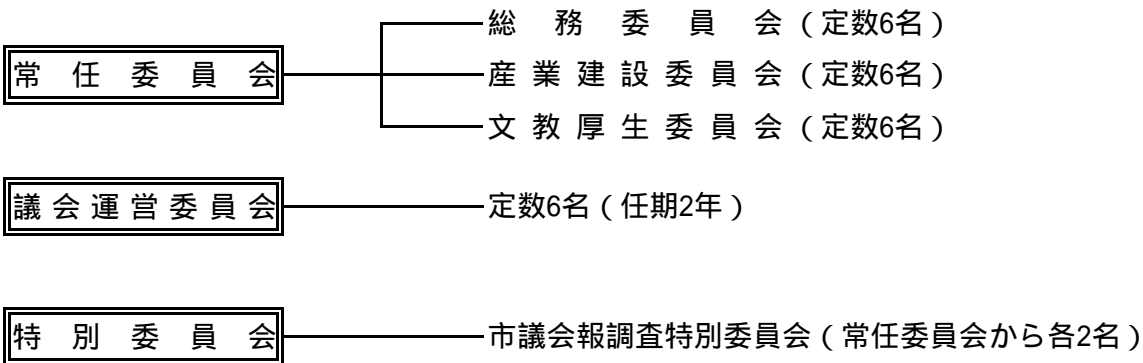 総務委員会（定数6名）
常任委員会
産業建設委員会（定数6名）
文教厚生委員会（定数6名）
議会運営委員会
定数6名（任期2年）
特別委員会
市議会報調査特別委員会（常任委員会から各2名）